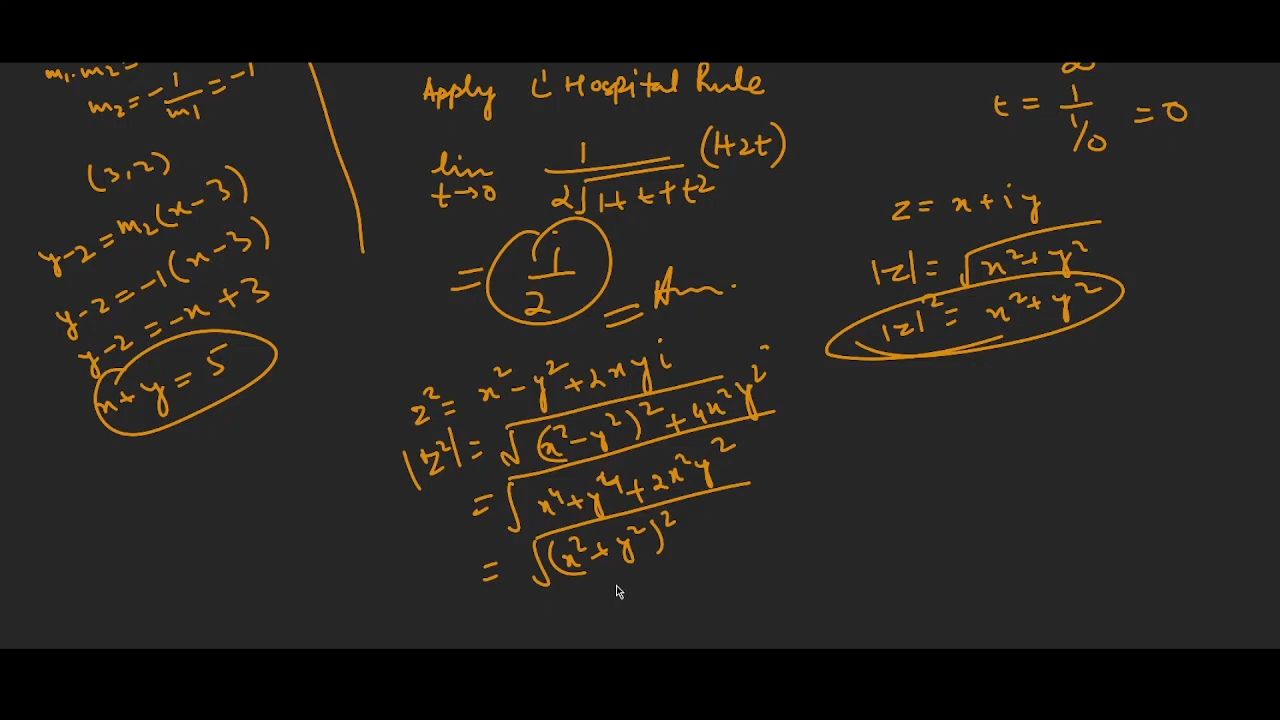 m₁.m₂=
m₂ = -1/m1 = -1
(3,2)
y-2 = m₂(x-3)
y-2 = -1(x-3)
y-2 = -x+3
x+y = 5
Apply L' Hospital Rule
lim t→0 1/2√1+t+t² (1+2t)
= 1/2 = Ans.
z² = x²-y²+2xyi
|z²| = √(x²-y²)²+4x²y²
= √x⁴+y⁴+2x²y²
= √(x²+y²)²
t = 1/1/0 = 0
z = x+iy
|z| = √x²+y²
|z|² = x²+y²